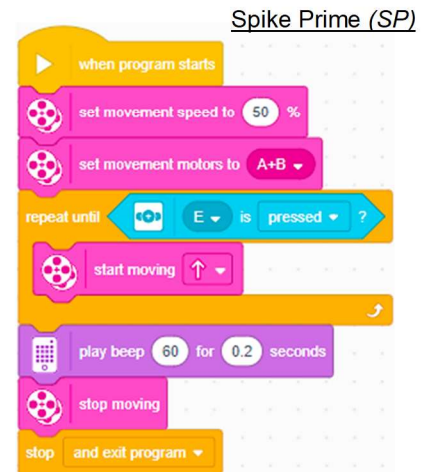 Spike Prime (SP)
when program starts
set movement speed to 50 %
set movement motors to A+B
repeat until E is pressed ?
start moving
play beep 60 for 0.2 seconds
stop moving
stop and exit program